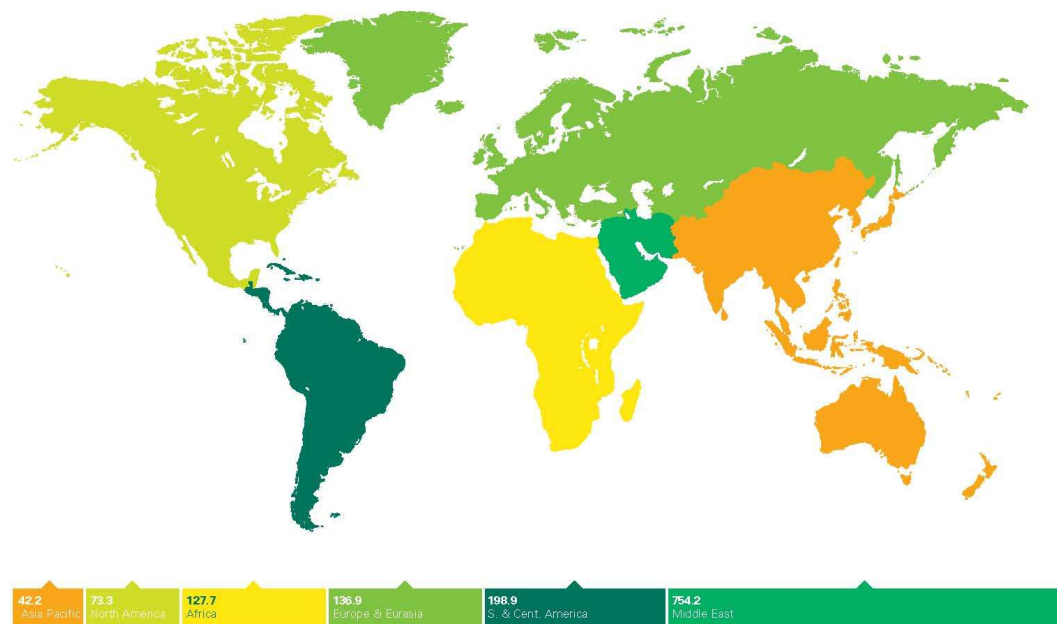 42.2
Asia Pacific
73.3
North America
127.7
Africa
136.9
Europe & Eurasia
198.9
S. & Cent. America
754.2
Middle East